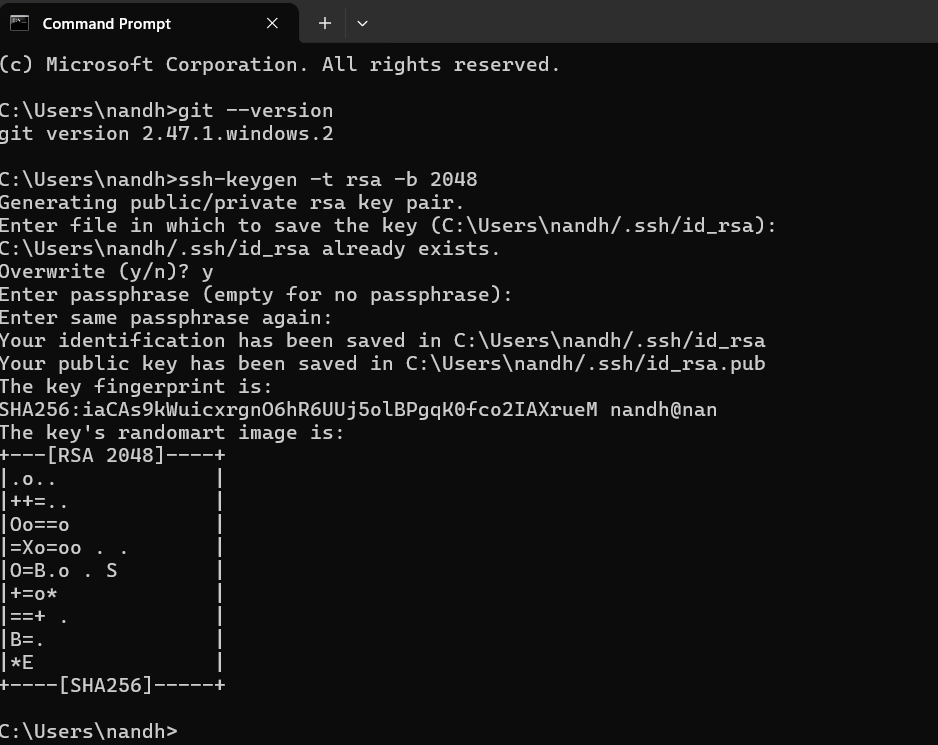 Command Prompt
(c) Microsoft Corporation. All rights reserved.
C:\Users\nandh>git --version
git version 2.47.1.windows.2
C:\Users\nandh>ssh-keygen -t rsa -b 2048
Generating public/private rsa key pair.
Enter file in which to save the key (C:\Users\nandh/.ssh/id_rsa):
C:\Users\nandh/.ssh/id_rsa already exists.
Overwrite (y/n)? y
Enter passphrase (empty for no passphrase):
Enter same passphrase again:
Your identification has been saved in C:\Users\nandh/.ssh/id_rsa
Your public key has been saved in C:\Users\nandh/.ssh/id_rsa.pub
The key fingerprint is:
SHA256:iaCAs9kWuicxrgnO6hR6UUj5olBPgqK0fco2IAXrueM nandh@nan
The key's randomart image is:
+---[RSA 2048]----+
|.o..             |
|++=..            |
|Oo==o            |
|=Xo=oo . .       |
|O=B.o . S        |
|+=o*             |
|==+ .            |
|B=.              |
|*E               |
+----[SHA256]-----+
C:\Users\nandh>